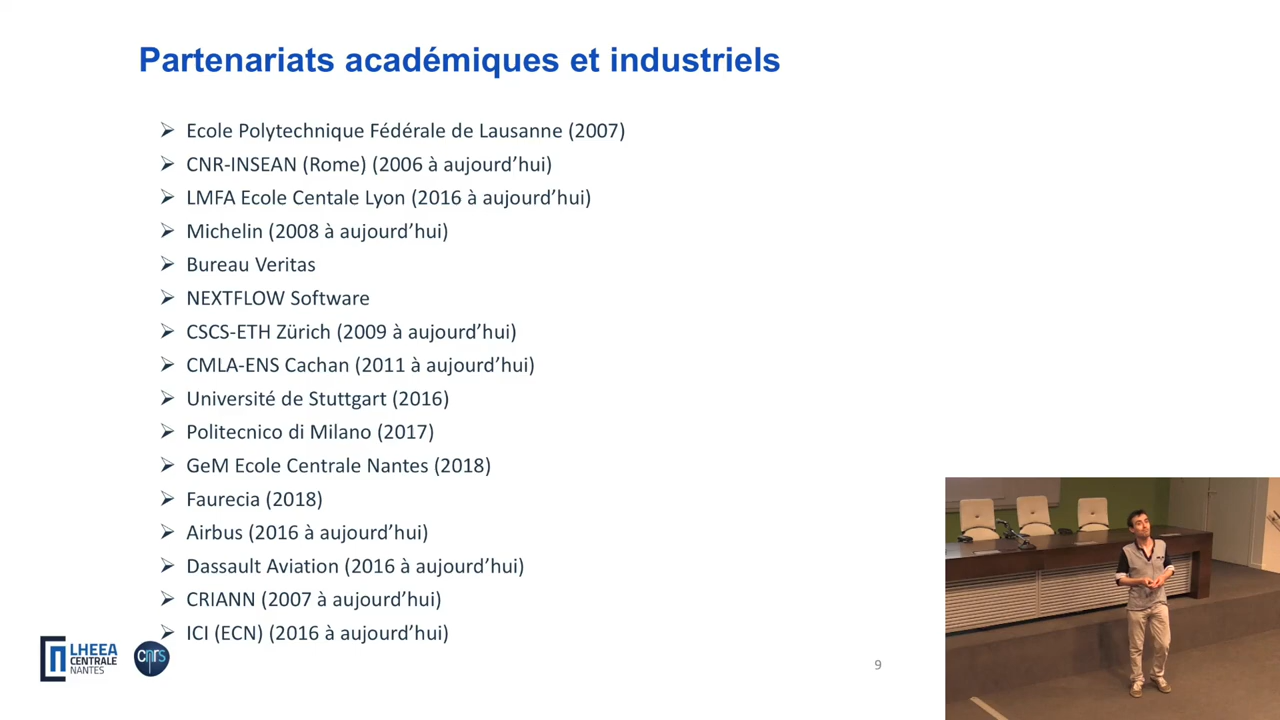 Partenariats académiques et industriels
Ecole Polytechnique Fédérale de Lausanne (2007)
CNR-INSEAN (Rome) (2006 à aujourd’hui)
LMFA Ecole Centale Lyon (2016 à aujourd’hui)
Michelin (2008 à aujourd’hui)
Bureau Veritas
NEXTFLOW Software
CSCS-ETH Zürich (2009 à aujourd’hui)
CMLA-ENS Cachan (2011 à aujourd’hui)
Université de Stuttgart (2016)
Politecnico di Milano (2017)
GeM Ecole Centrale Nantes (2018)
Faurecia (2018)
Airbus (2016 à aujourd’hui)
Dassault Aviation (2016 à aujourd’hui)
CRIANN (2007 à aujourd’hui)
ICI (ECN) (2016 à aujourd’hui)
LHEEA
CENTRALE
NANTES
cnrs
9